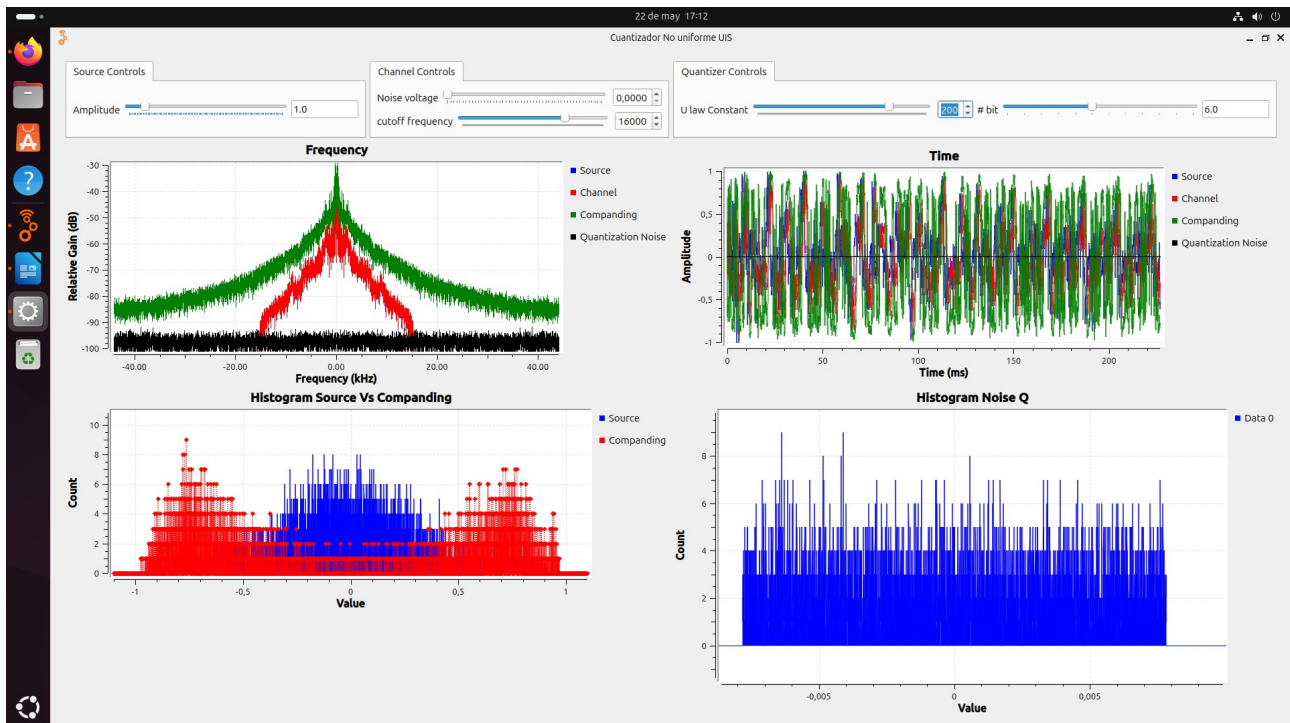 22 de may 17:12
Cuantizador No uniforme UIS
Source Controls
Amplitude 1.0
Channel Controls
Noise voltage 0,0000
cutoff frequency 16000
Quantizer Controls
U law Constant 200 # bit 6.0
Frequency
-30
-40
-50
-60
-70
-80
-90
-100
Relative Gain (dB)
-40.00 -20.00 0.00 20.00 40.00
Frequency (kHz)
Source
Channel
Companding
Quantization Noise
Time
1
0,5
0
-0,5
-1
Amplitude
0 50 100 150 200
Time (ms)
Source
Channel
Companding
Quantization Noise
Histogram Source Vs Companding
10
8
6
4
2
0
Count
-1 -0,5 0 0,5 1
Value
Source
Companding
Histogram Noise Q
8
6
4
2
0
Count
-0,005 0 0,005
Value
Data 0